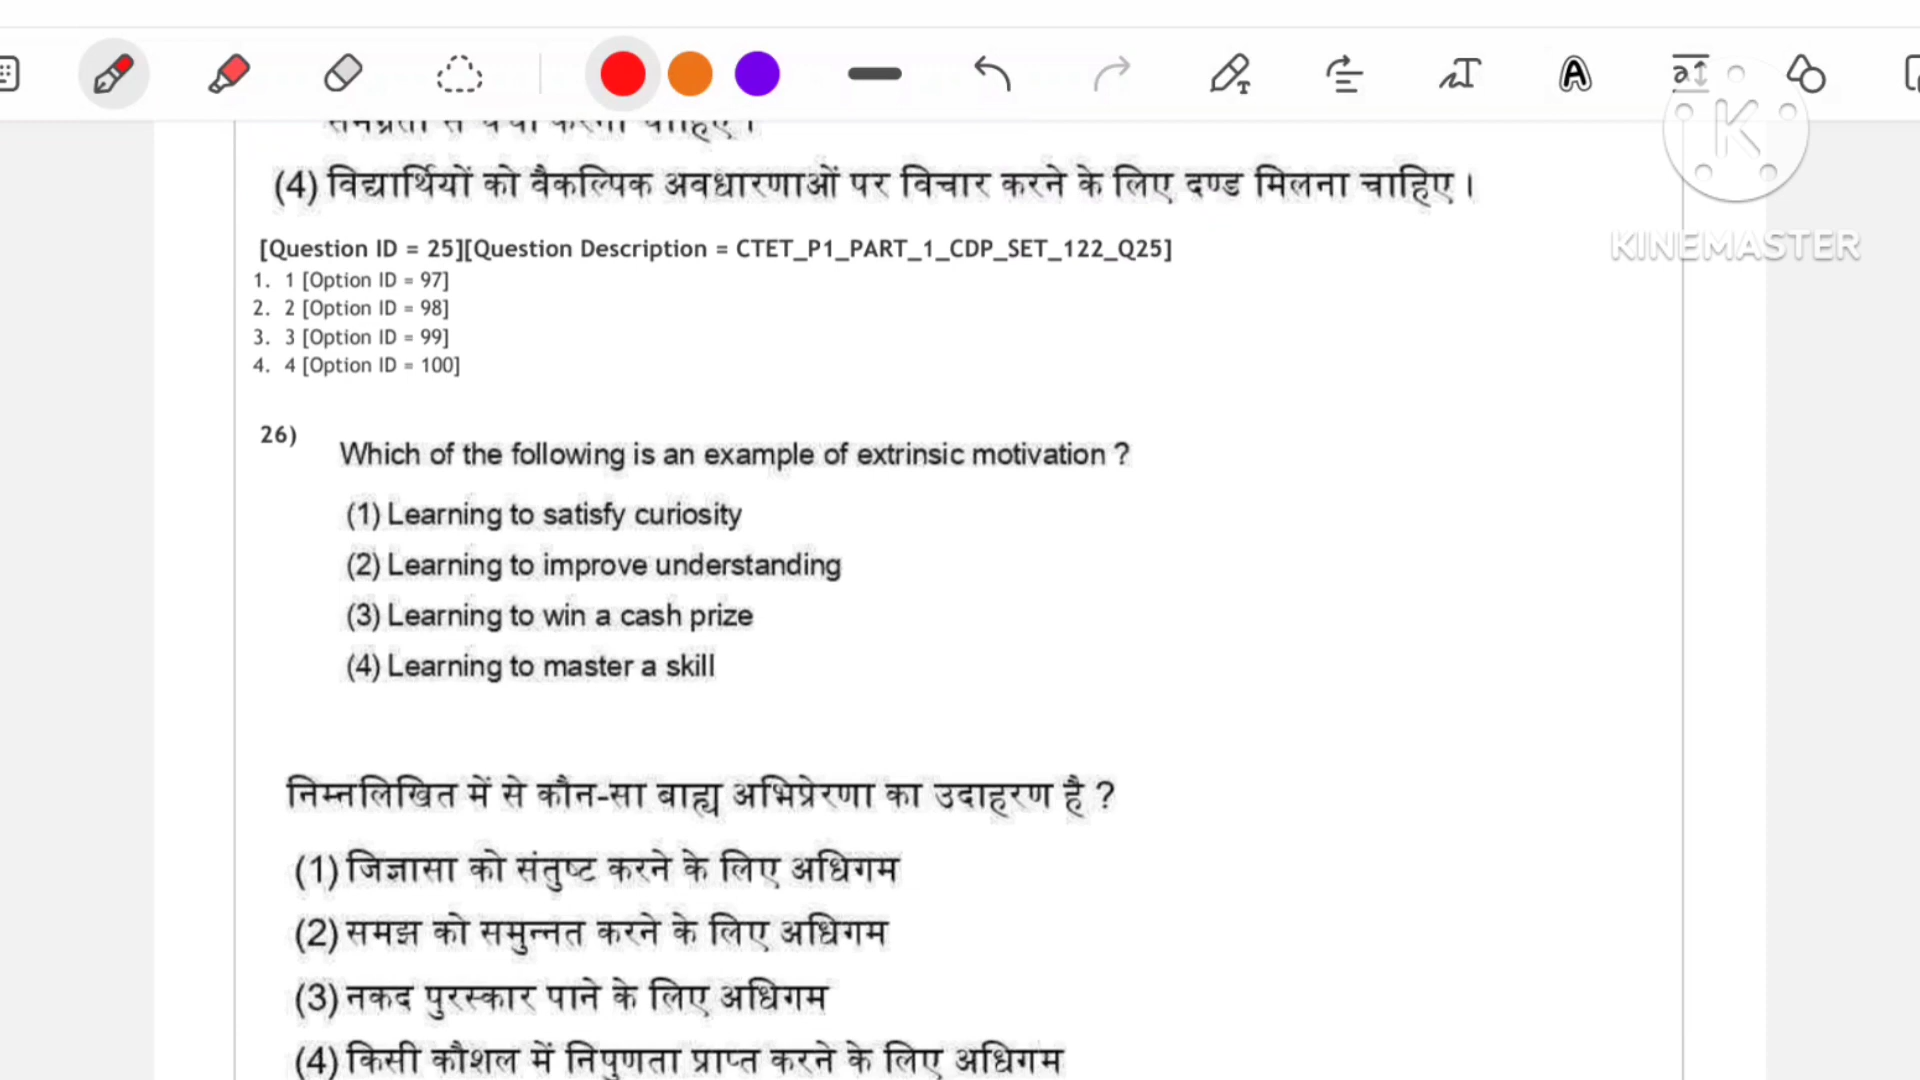 समग्रता से चर्चा करनी चाहिए ।
(4) विद्यार्थियों को वैकल्पिक अवधारणाओं पर विचार करने के लिए दण्ड मिलना चाहिए ।
KINEMASTER
[Question ID = 25][Question Description = CTET_P1_PART_1_CDP_SET_122_Q25]
1. 1 [Option ID = 97]
2. 2 [Option ID = 98]
3. 3 [Option ID = 99]
4. 4 [Option ID = 100]
26)
Which of the following is an example of extrinsic motivation ?
(1) Learning to satisfy curiosity
(2) Learning to improve understanding
(3) Learning to win a cash prize
(4) Learning to master a skill
निम्नलिखित में से कौन-सा बाह्य अभिप्रेरणा का उदाहरण है ?
(1) जिज्ञासा को संतुष्ट करने के लिए अधिगम
(2) समझ को समुन्नत करने के लिए अधिगम
(3) नकद पुरस्कार पाने के लिए अधिगम
(4) किसी कौशल में निपुणता प्राप्त करने के लिए अधिगम